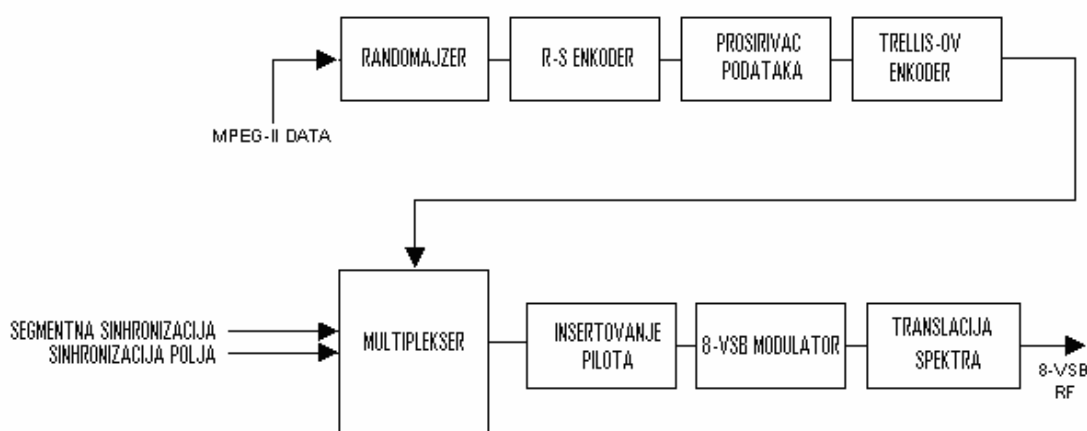 RANDOMAJZER
R-S ENKODER
PROSIRIVAC
PODATAKA
TRELLIS-OV
ENKODER
MPEG-II DATA
SEGMENTNA SINHRONIZACIJA
SINHRONIZACIJA POLJA
MULTIPLEKSER
INSERTOVANJE
PILOTA
8-VSB MODULATOR
TRANSLACIJA
SPEKTRA
8-VSB
RF